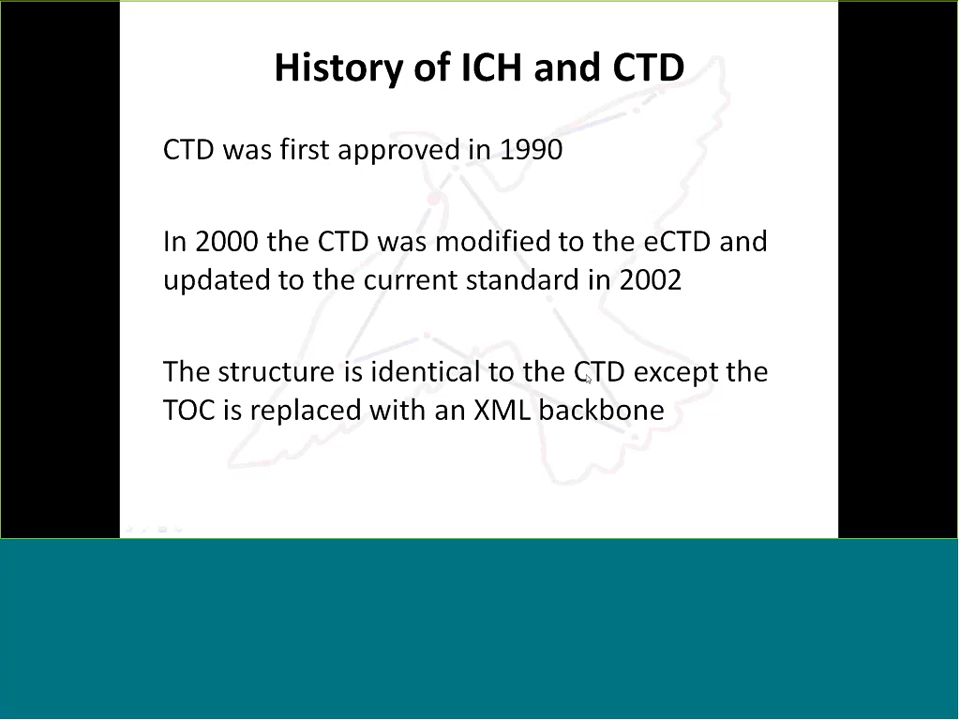 History of ICH and CTD
CTD was first approved in 1990
In 2000 the CTD was modified to the eCTD and
updated to the current standard in 2002
The structure is identical to the CTD except the
TOC is replaced with an XML backbone